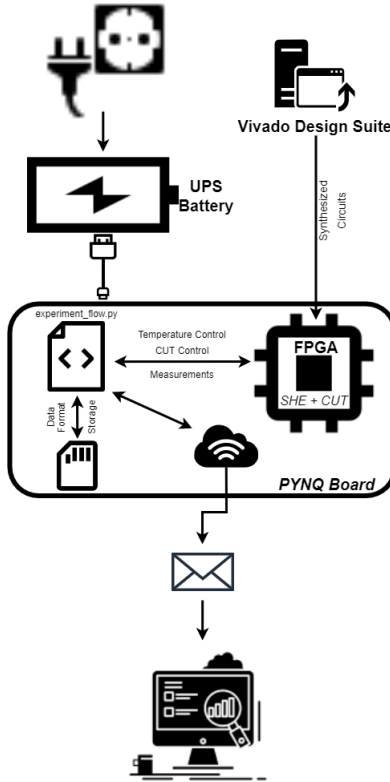 Vivado Design Suite
UPS
Battery
Synthesized
Circuits
experiment_flow.py
Temperature Control
CUT Control
Measurements
FPGA
SHE + CUT
Data
Format
Storage
PYNQ Board